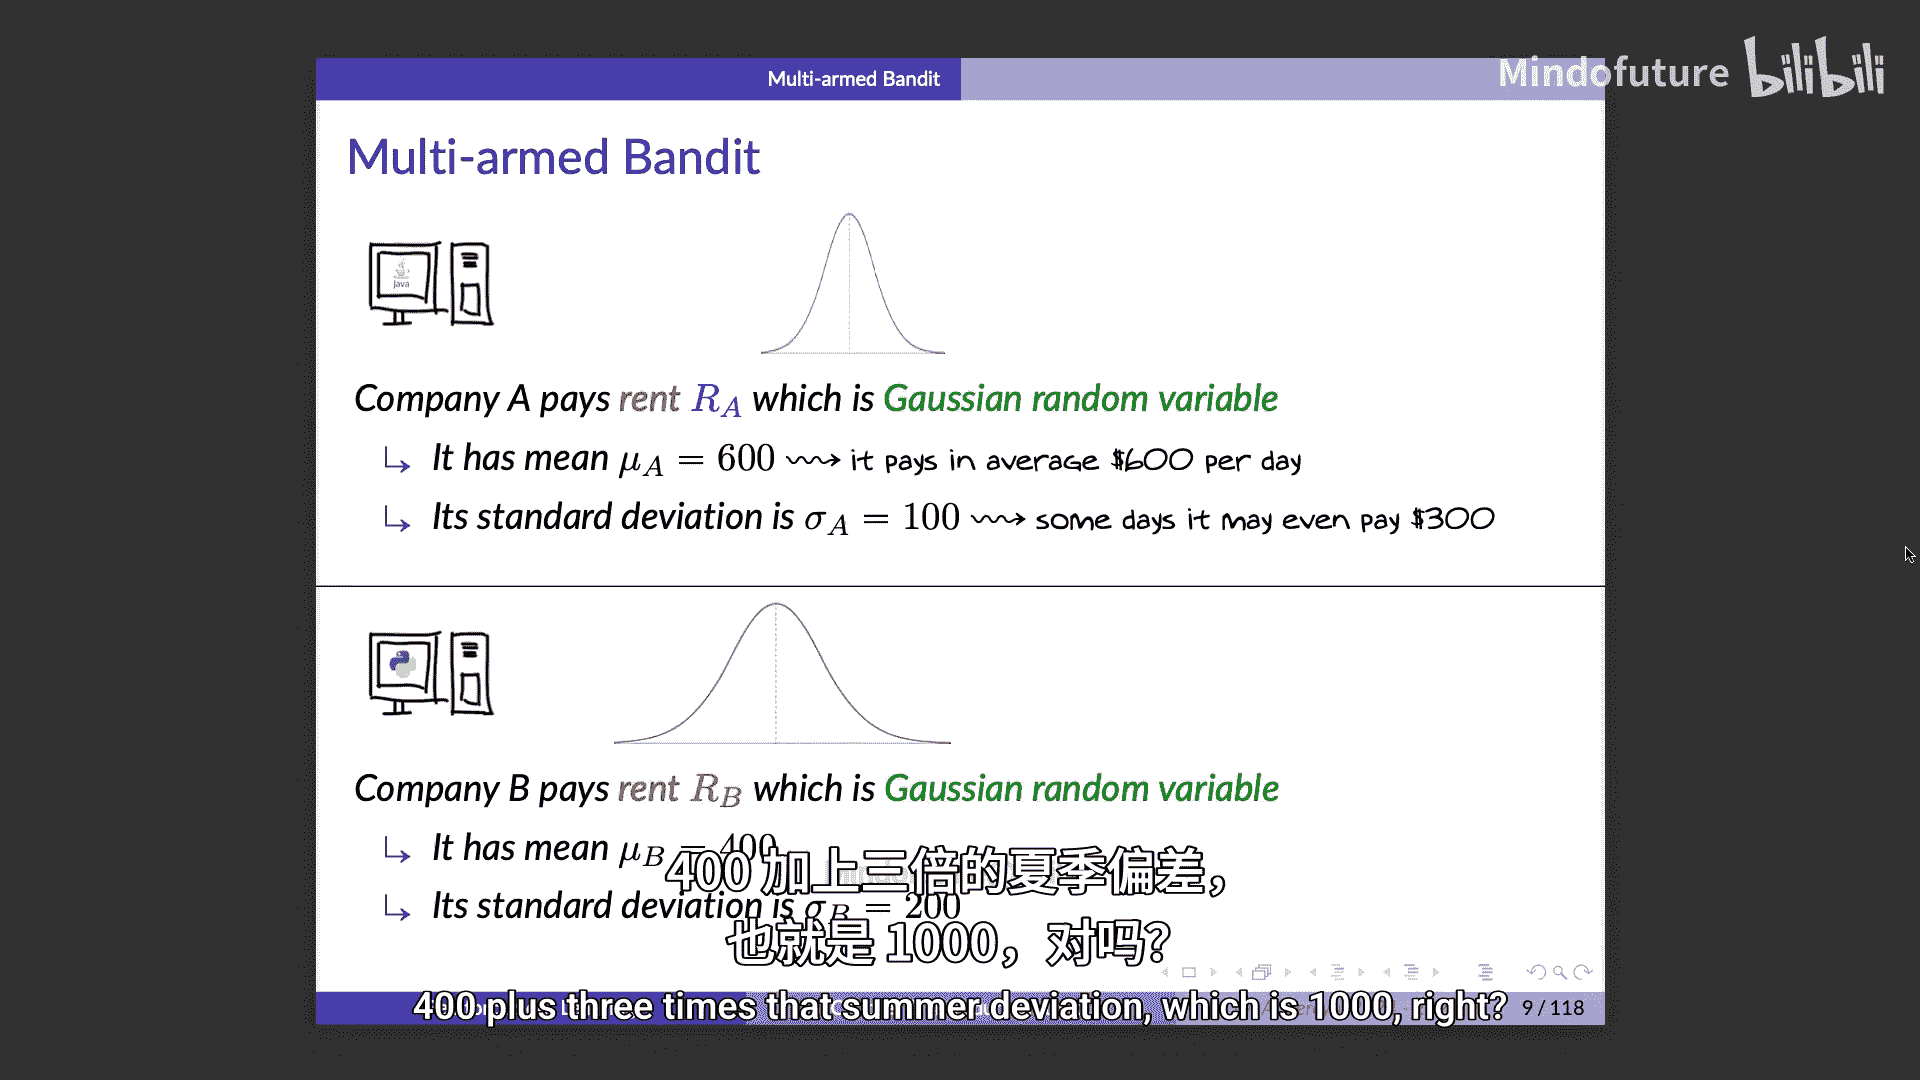 Multi-armed Bandit
Mindofuture bilibili
Multi-armed Bandit
java
Company A pays rent R_A which is Gaussian random variable
It has mean μ_A = 600 it pays in average $600 per day
Its standard deviation is σ_A = 100 some days it may even pay $300
Company B pays rent R_B which is Gaussian random variable
It has mean μ_B = 400
Its standard deviation is σ_B = 200
400 加上三倍的夏季偏差,
也就是 1000，对吗?
400 plus three times that summer deviation, which is 1000, right?
9 / 118